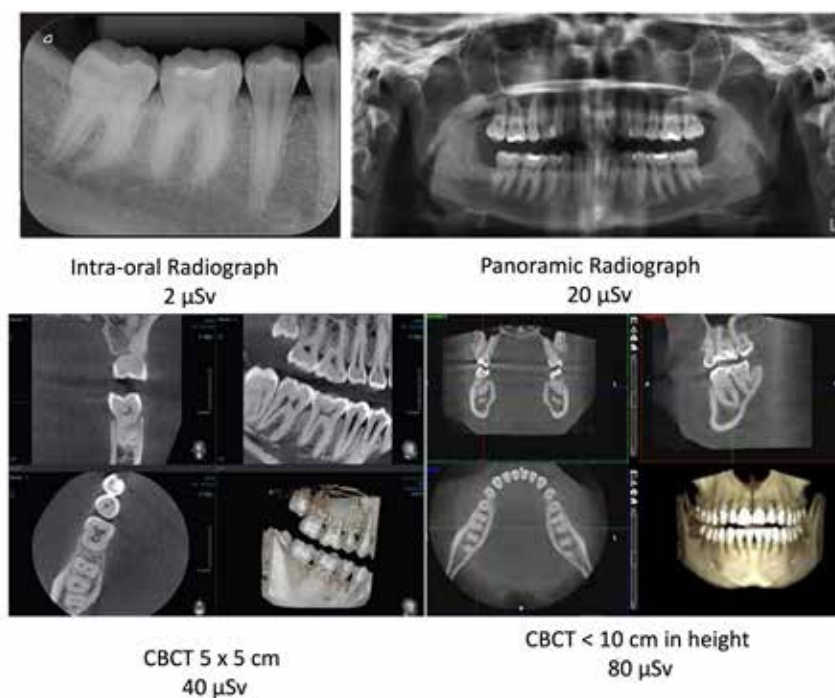 Intra-oral Radiograph
2 µSv
Panoramic Radiograph
20 µSv
CBCT 5 x 5 cm
40 µSv
CBCT < 10 cm in height
80 µSv